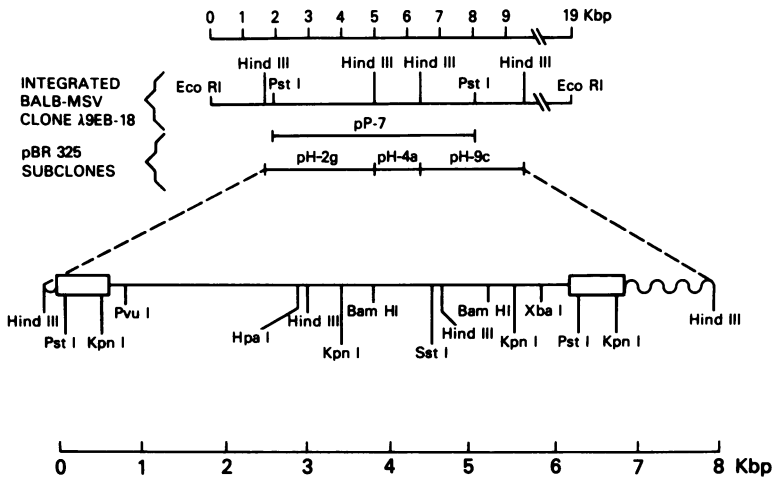 0 1 2 3 4 5 6 7 8 9 19 Kbp
Hind III Hind III Hind III Hind III
INTEGRATED
BALB-MSV
CLONE λ9EB-18
Eco RI Pst I Pst I Eco RI
pP-7
pBR 325
SUBCLONES
pH-2g pH-4a pH-9c
Hind III Pvu I Hind III Bam HI Bam HI Xba I Hind III
Pst I Kpn I Hpa I Kpn I Sst I Hind III Kpn I Pst I Kpn I
0 1 2 3 4 5 6 7 8 Kbp